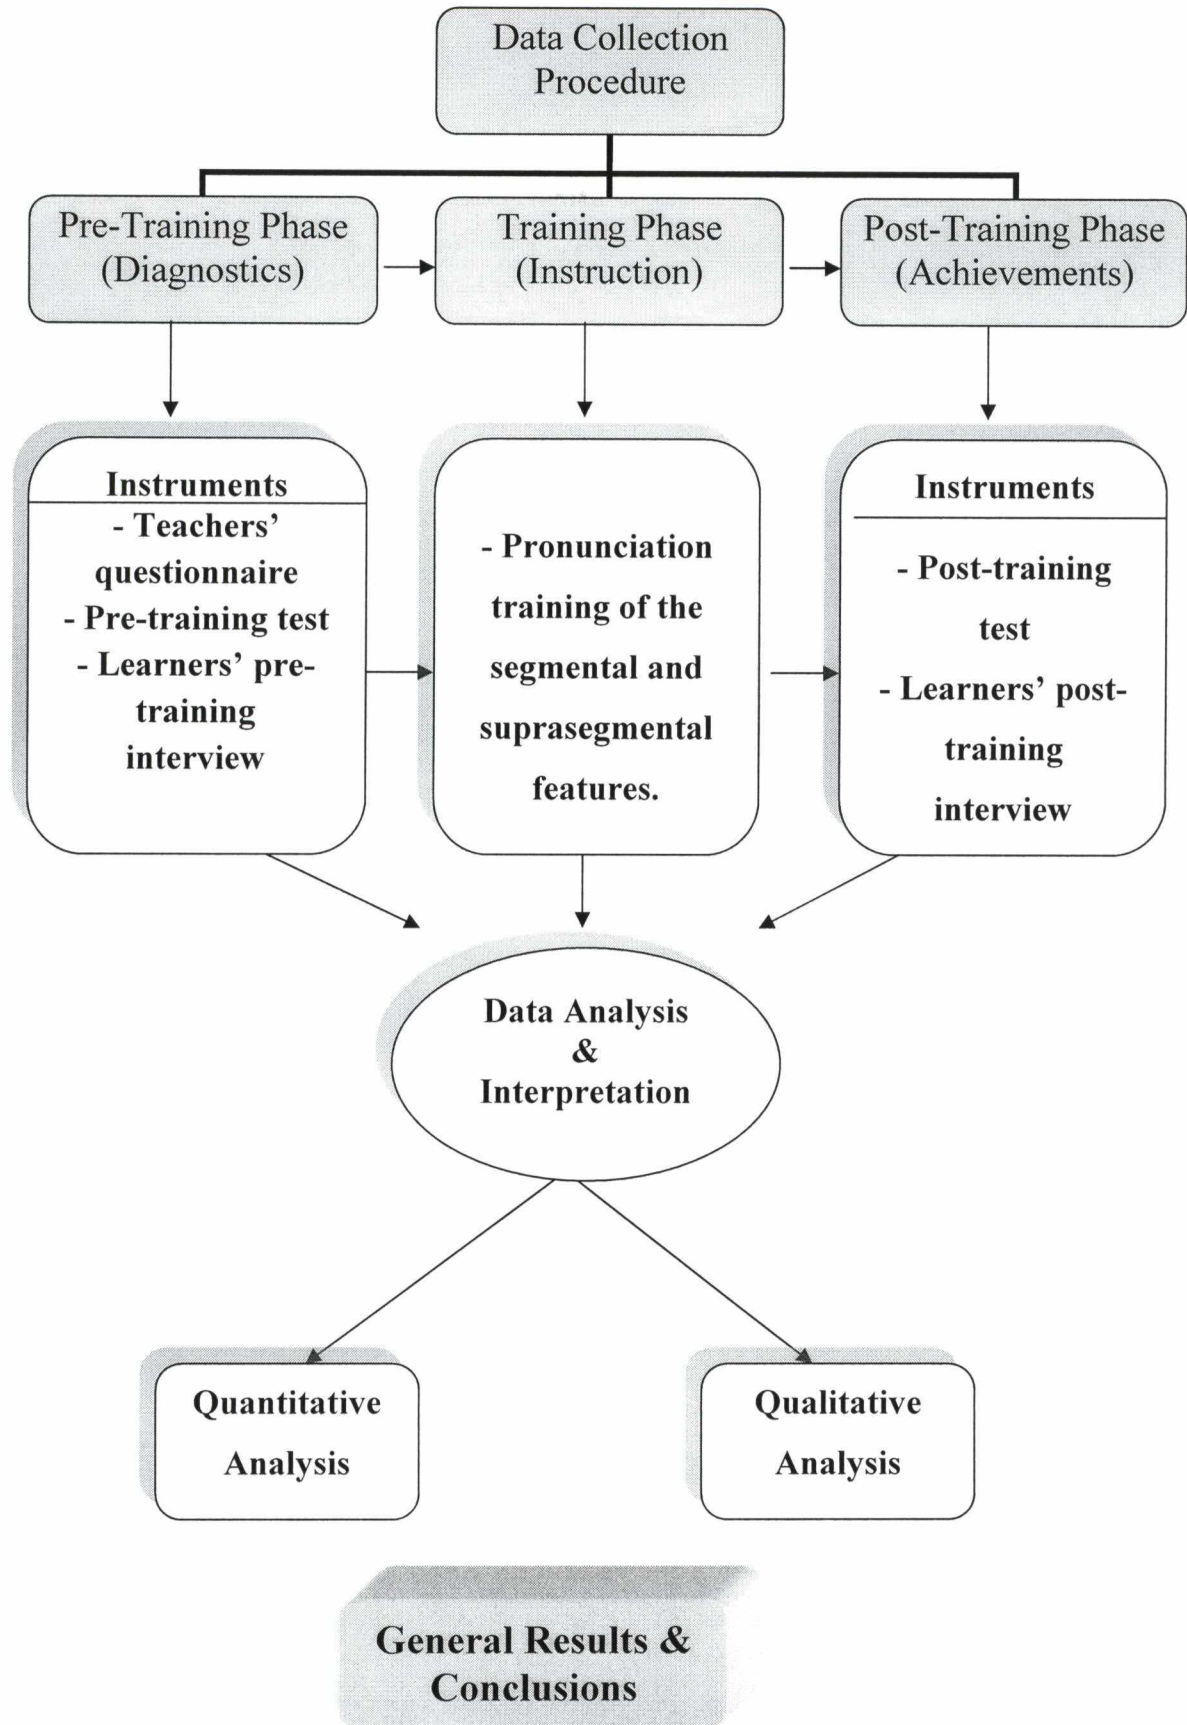 Data Collection
Procedure
Pre-Training Phase
(Diagnostics)
Training Phase
(Instruction)
Post-Training Phase
(Achievements)
Instruments
- Teachers’
questionnaire
- Pre-training test
- Learners’ pre-
training
interview
- Pronunciation
training of the
segmental and
suprasegmental
features.
Instruments
- Post-training
test
- Learners’ post-
training
interview
Data Analysis
&
Interpretation
Quantitative
Analysis
Qualitative
Analysis
General Results &
Conclusions